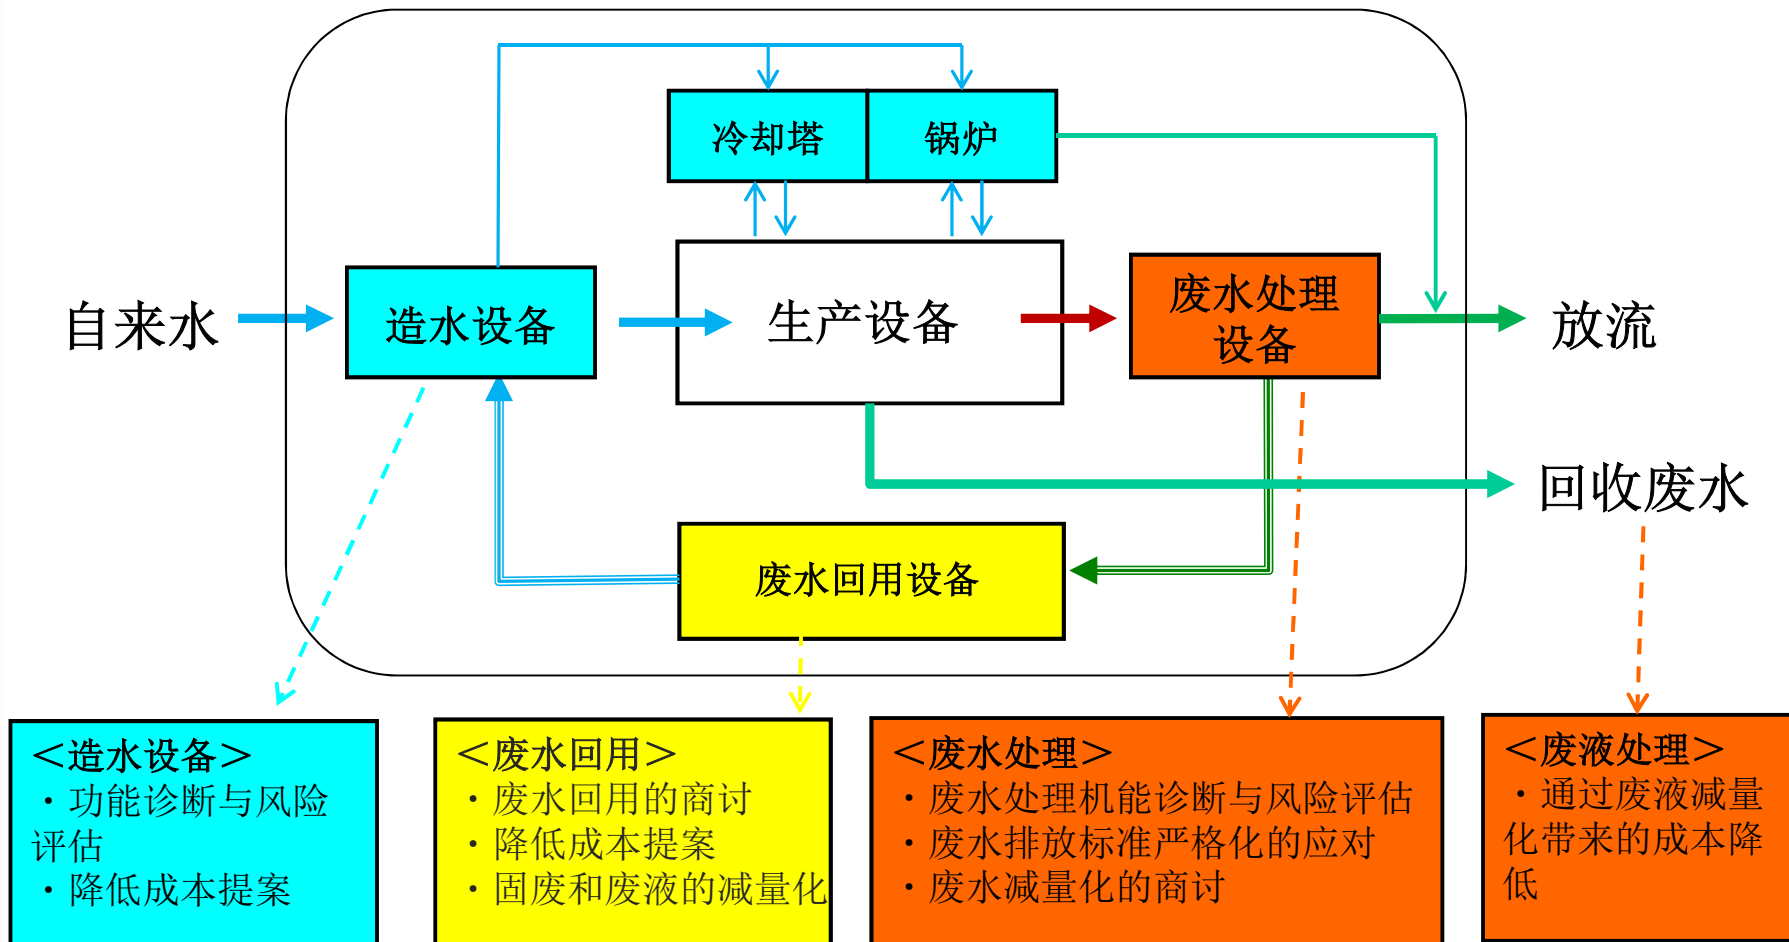 冷却塔
锅炉
自来水
造水设备
生产设备
废水处理
设备
放流
回收废水
废水回用设备
＜造水设备＞
・功能诊断与风险
评估
・降低成本提案
＜废水回用＞
・废水回用的商讨
・降低成本提案
・固废和废液的减量化
＜废水处理＞
・废水处理机能诊断与风险评估
・废水排放标准严格化的应对
・废水减量化的商讨
＜废液处理＞
・通过废液减量
化带来的成本降
低